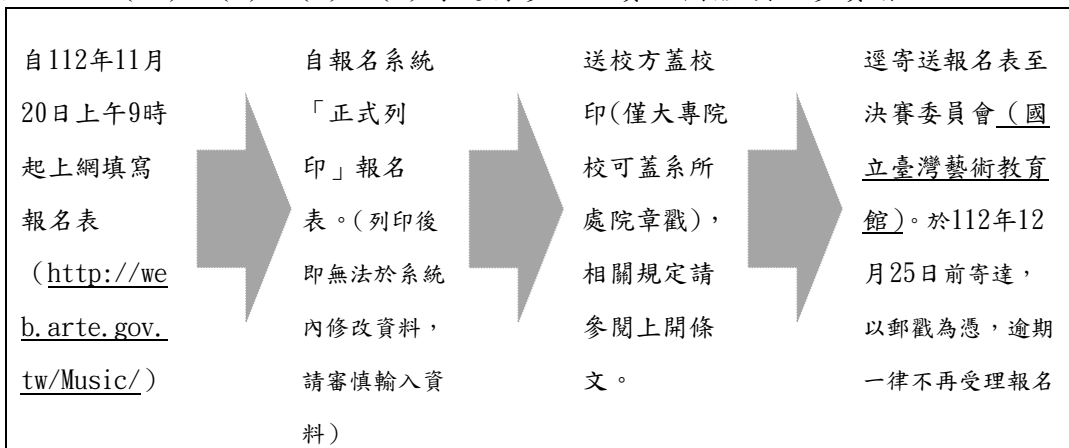 自112年11月
20日上午9時
起上網填寫
報名表
（http://we
b.arte.gov.
tw/Music/）
自報名系統
「正式列
印」報名
表。（列印後
即無法於系統
內修改資料，
請審慎輸入資
料）
送校方蓋校
印(僅大專院
校可蓋系所
處院章戳)，
相關規定請
參閱上開條
文。
逕寄送報名表至
決賽委員會（國
立臺灣藝術教育
館）。於112年12
月25日前寄達，
以郵戳為憑，逾期
一律不再受理報名